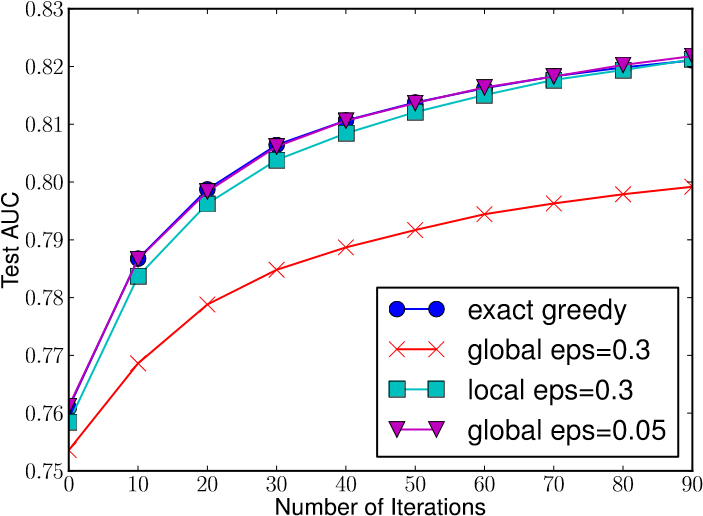 0.83
0.82
0.81
0.80
0.79
0.78
0.77
0.76
0.75
Test AUC
exact greedy
global eps=0.3
local eps=0.3
global eps=0.05
0 10 20 30 40 50 60 70 80 90
Number of Iterations